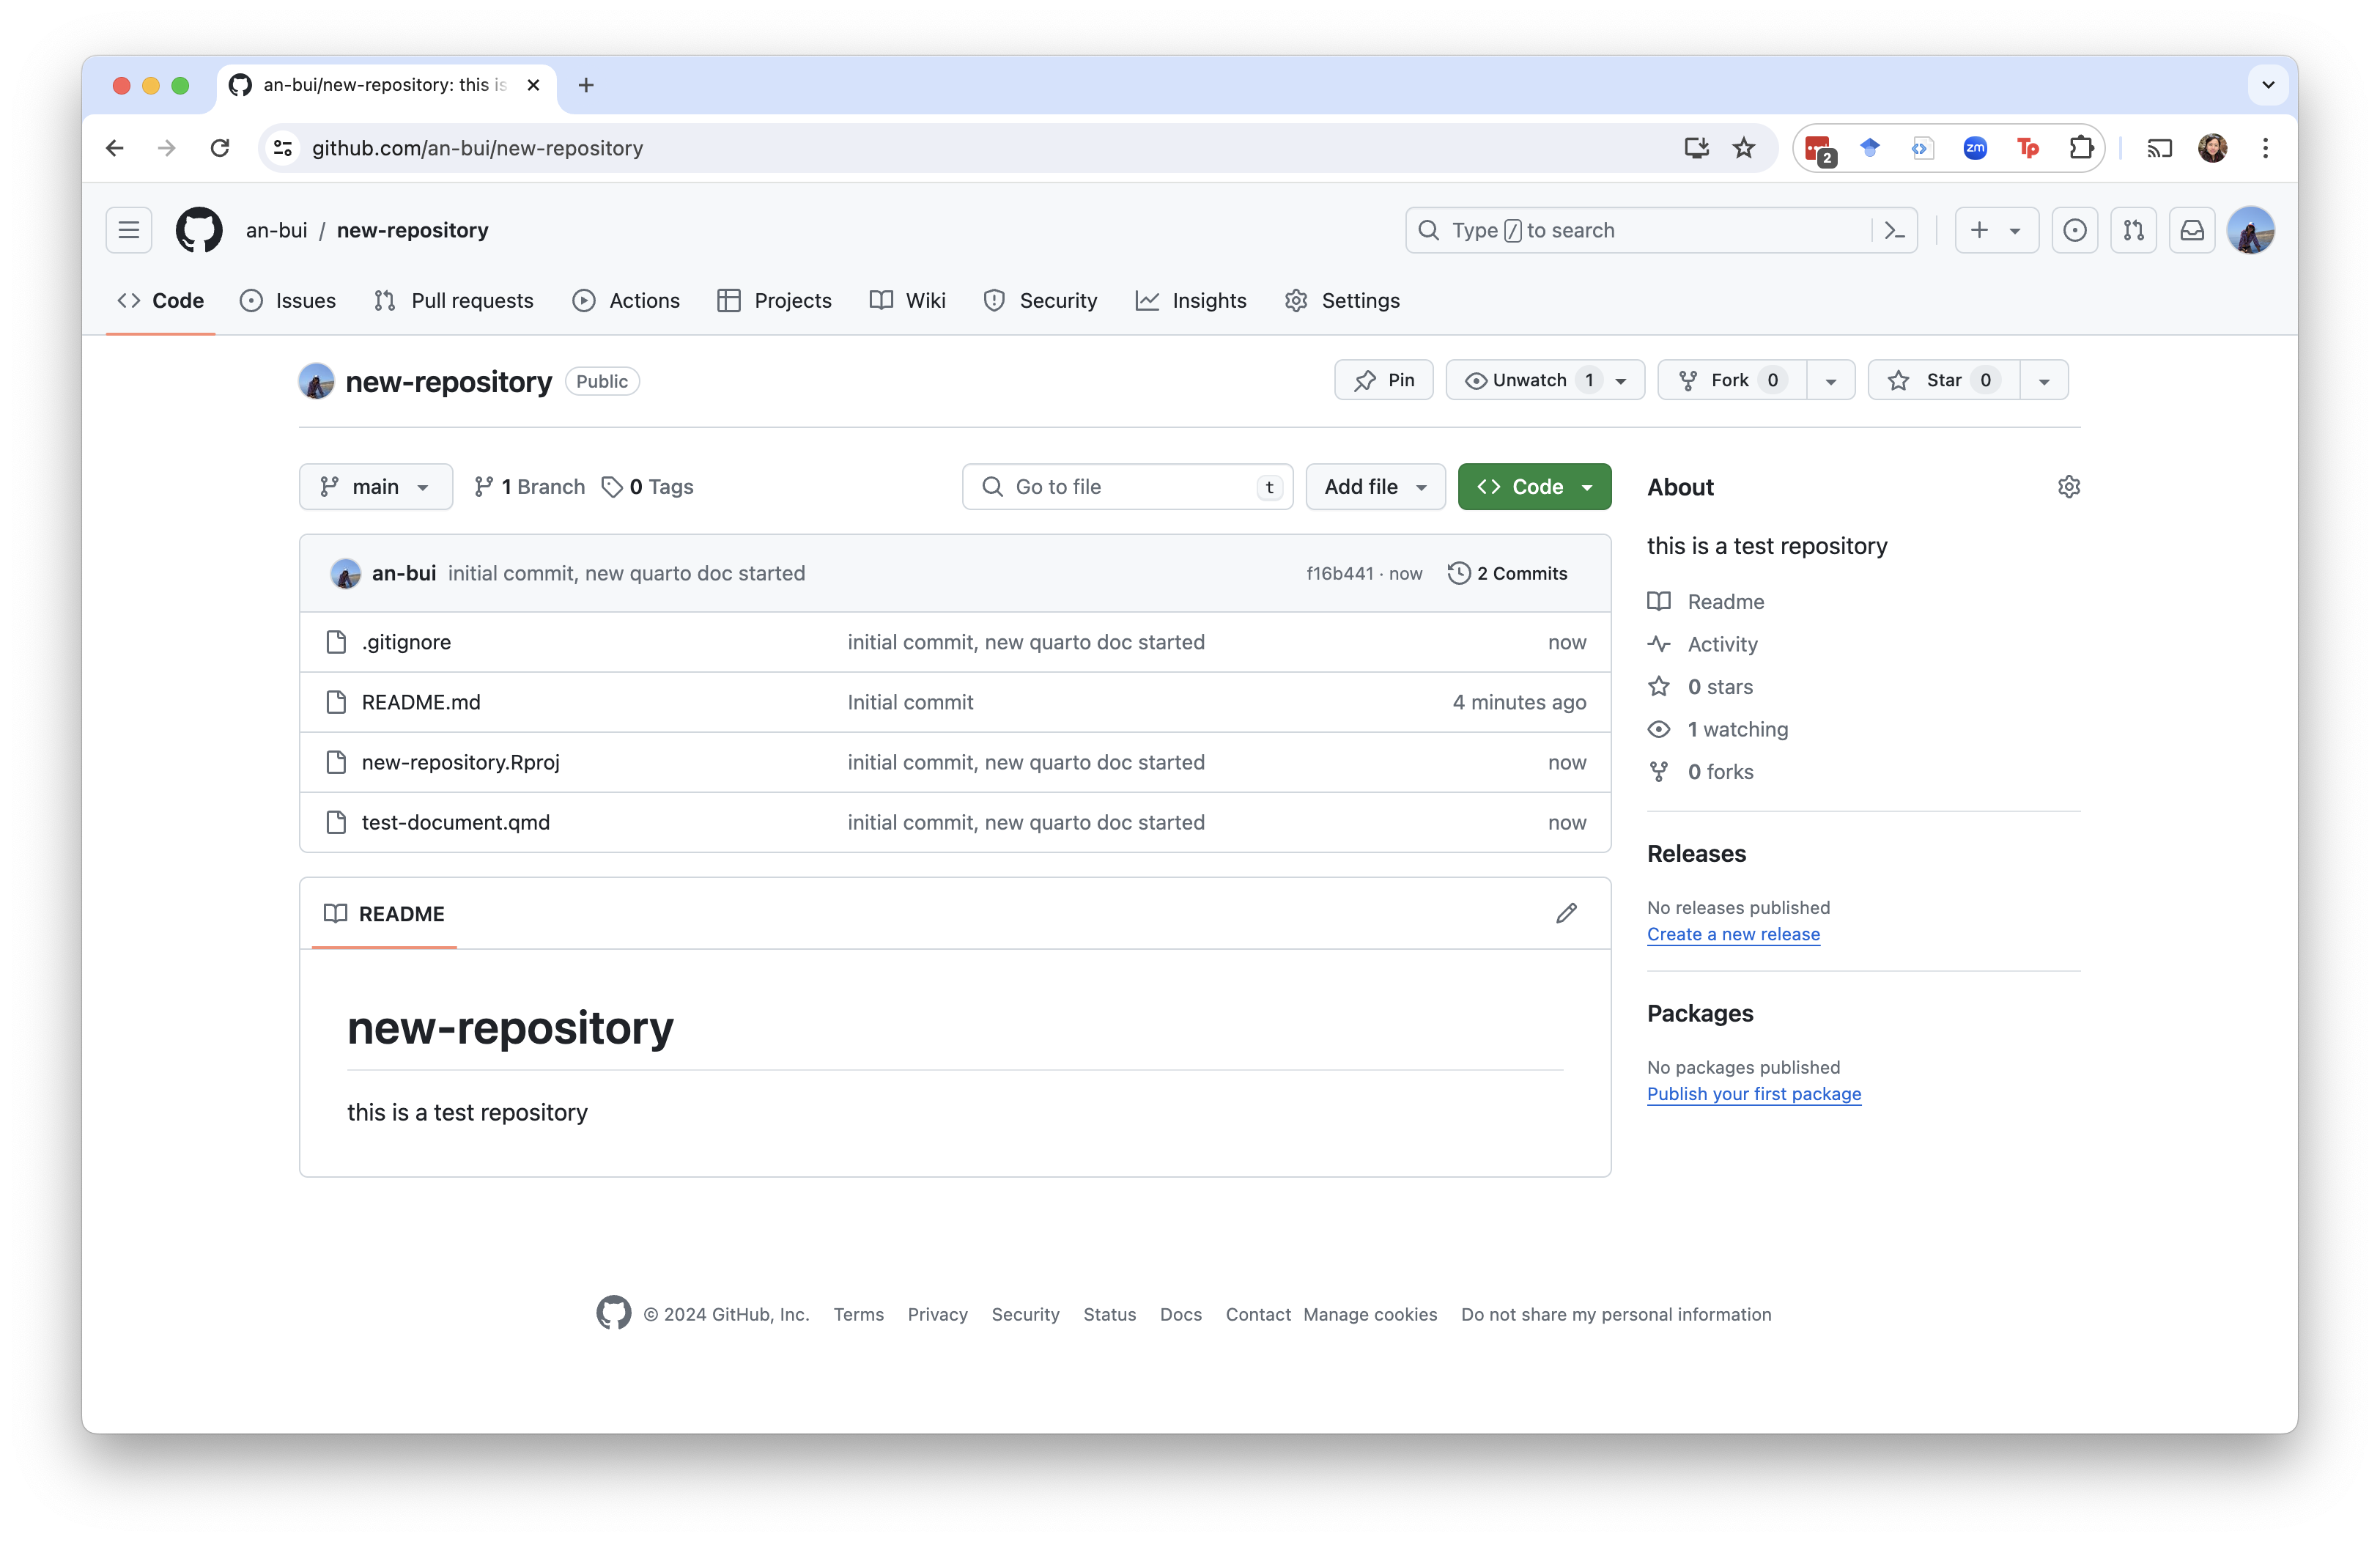 an-bui/new-repository: this is
github.com/an-bui/new-repository
2
zm
Tp
an-bui / new-repository
Type / to search
Code Issues Pull requests Actions Projects Wiki Security Insights Settings
new-repository Public
Pin Unwatch 1 Fork 0 Star 0
main 1 Branch 0 Tags Go to file t Add file Code
About
this is a test repository
an-bui initial commit, new quarto doc started f16b441 · now 2 Commits
.gitignore initial commit, new quarto doc started now
README.md Initial commit 4 minutes ago
new-repository.Rproj initial commit, new quarto doc started now
test-document.qmd initial commit, new quarto doc started now
Readme
Activity
0 stars
1 watching
0 forks
Releases
No releases published
Create a new release
Packages
No packages published
Publish your first package
README
new-repository
this is a test repository
© 2024 GitHub, Inc. Terms Privacy Security Status Docs Contact Manage cookies Do not share my personal information